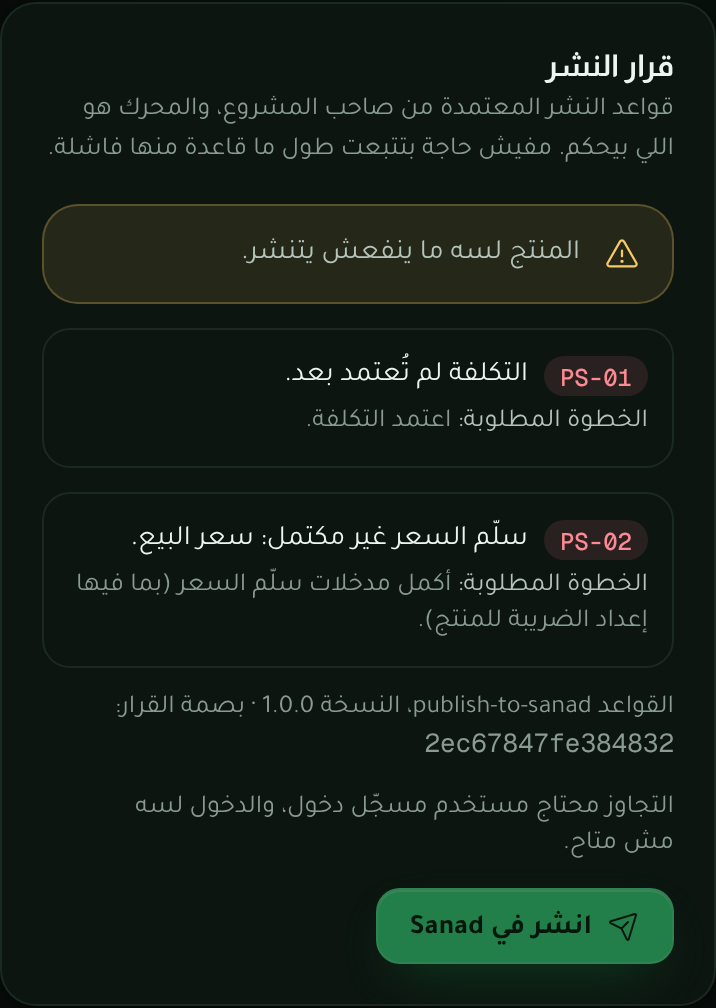 قرار النشر
قواعد النشر المعتمدة من صاحب المشروع، والمحرك هو
اللي بيحكم. مفيش حاجة بتتبعت طول ما قاعدة منها فاشلة.
المنتج لسه ما ينفعش يتنشر.
PS-01 التكلفة لم تُعتمد بعد.
الخطوة المطلوبة: اعتمد التكلفة.
PS-02 سلّم السعر غير مكتمل: سعر البيع.
الخطوة المطلوبة: أكمل مدخلات سلّم السعر (بما فيها
إعداد الضريبة للمنتج).
القواعد publish-to-sanad، النسخة 1.0.0 · بصمة القرار:
2ec67847fe384832
التجاوز محتاج مستخدم مسجّل دخول، والدخول لسه
مش متاح.
انشر في Sanad